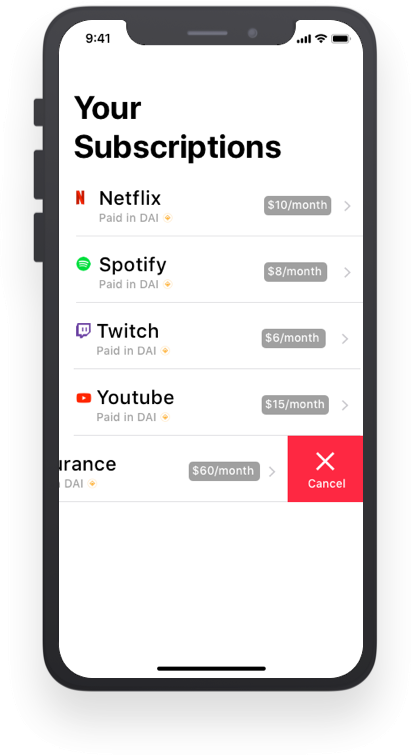 9:41
Your
Subscriptions
Netflix
$10/month
Paid in DAI
Spotify
$8/month
Paid in DAI
Twitch
$6/month
Paid in DAI
Youtube
$15/month
Paid in DAI
urance
$60/month
DAI
Cancel